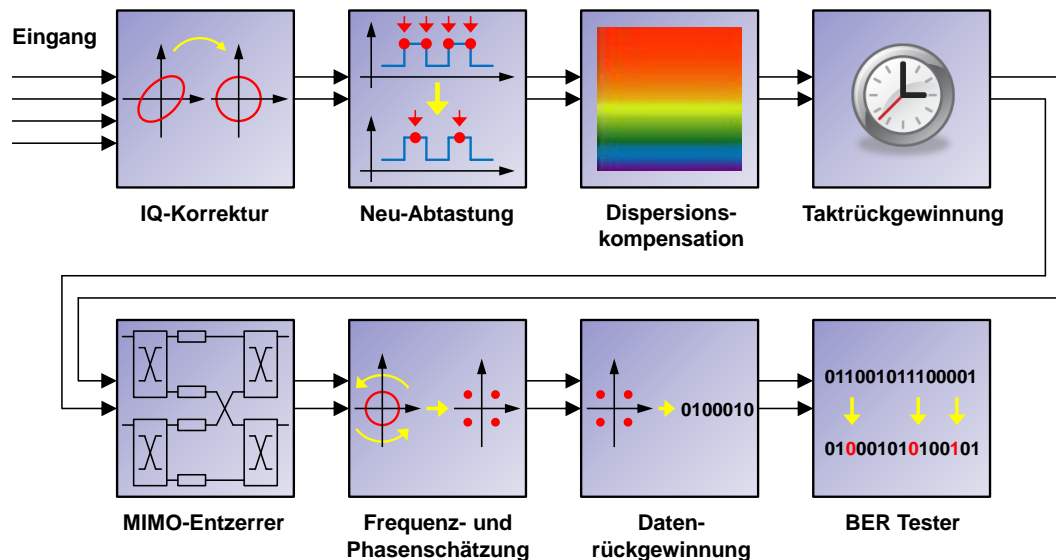 Eingang
IQ-Korrektur
Neu-Abtastung
Dispersions-
kompensation
Taktrückgewinnung
0100010
011001011100001
010001010100101
MIMO-Entzerrer
Frequenz- und
Phasenschätzung
Daten-
rückgewinnung
BER Tester